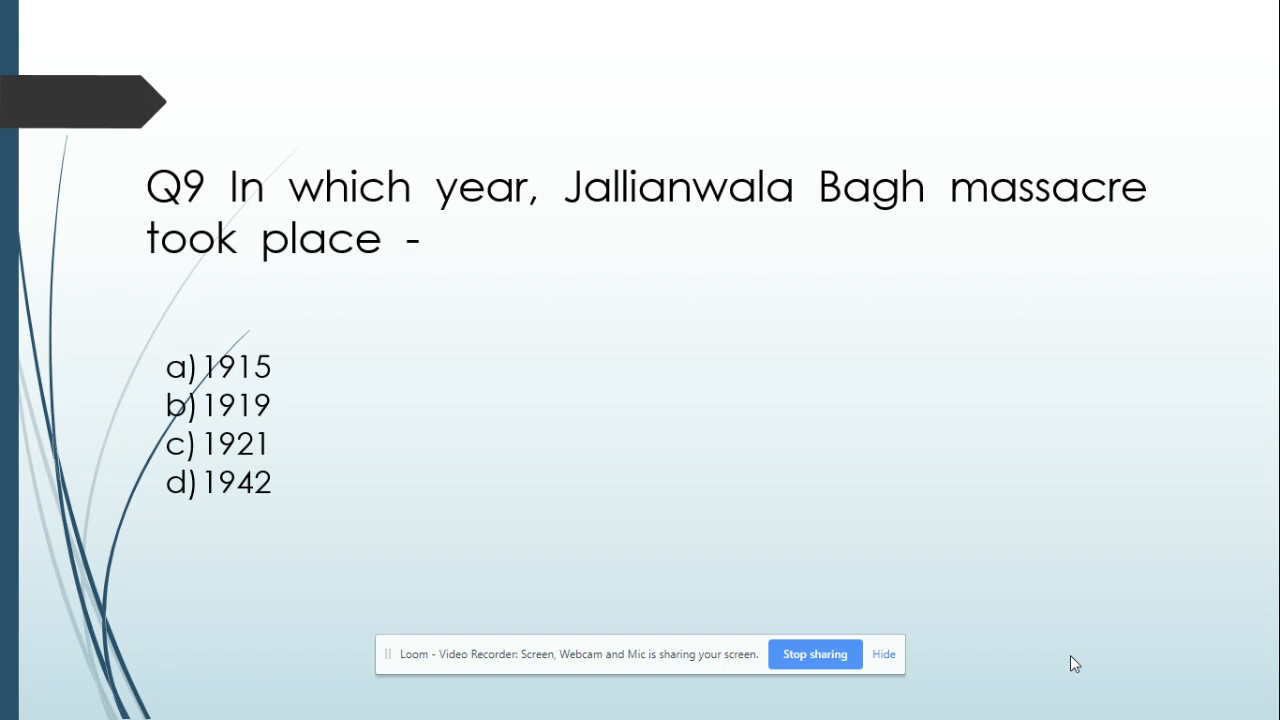 Q9 In which year, Jallianwala Bagh massacre
took place -
a) 1915
b) 1919
c) 1921
d) 1942
Loom - Video Recorder: Screen, Webcam and Mic is sharing your screen. Stop sharing Hide